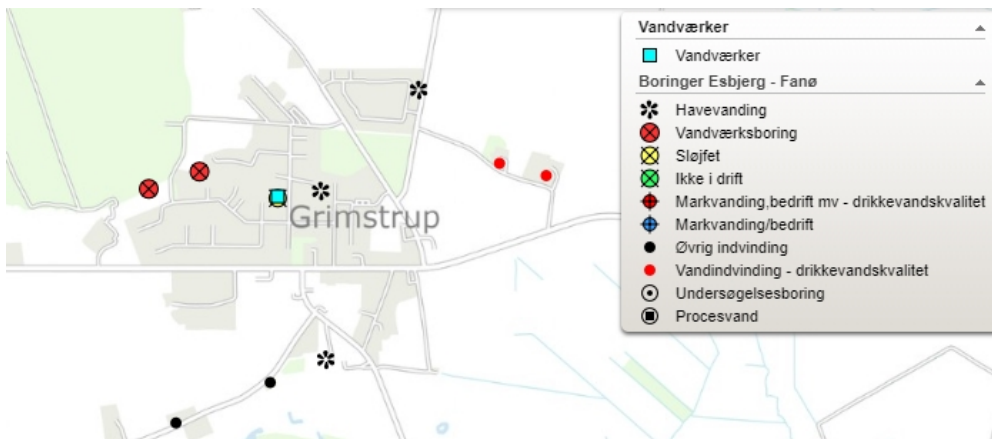 Vandværker
Vandværker
Boringer Esbjerg - Fanø
Havevanding
Vandværksboring
Sløjfet
Ikke i drift
Markvanding,bedrift mv - drikkevandskvalitet
Markvanding/bedrift
Øvrig indvinding
Vandindvinding - drikkevandskvalitet
Undersøgelsesboring
Procesvand
Grimstrup